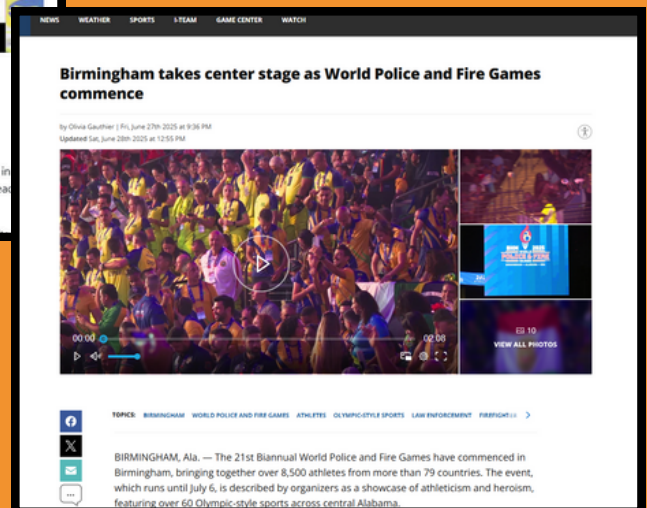 NEWS WEATHER SPORTS I-TEAM GAME CENTER WATCH
Birmingham takes center stage as World Police and Fire Games
commence
by Olivia Gauthier | Fri, June 27th 2025 at 9:36 PM
Updated Sat, June 28th 2025 at 12:55 PM
POLICE & FIRE
00:00
02:08
10
VIEW ALL PHOTOS
TOPICS: BIRMINGHAM WORLD POLICE AND FIRE GAMES ATHLETES OLYMPIC-STYLE SPORTS LAW ENFORCEMENT
BIRMINGHAM, Ala. — The 21st Biannual World Police and Fire Games have commenced in
Birmingham, bringing together over 8,500 athletes from more than 79 countries. The event,
which runs until July 6, is described by organizers as a showcase of athleticism and heroism,
featuring over 60 Olympic-style sports across central Alabama.
in